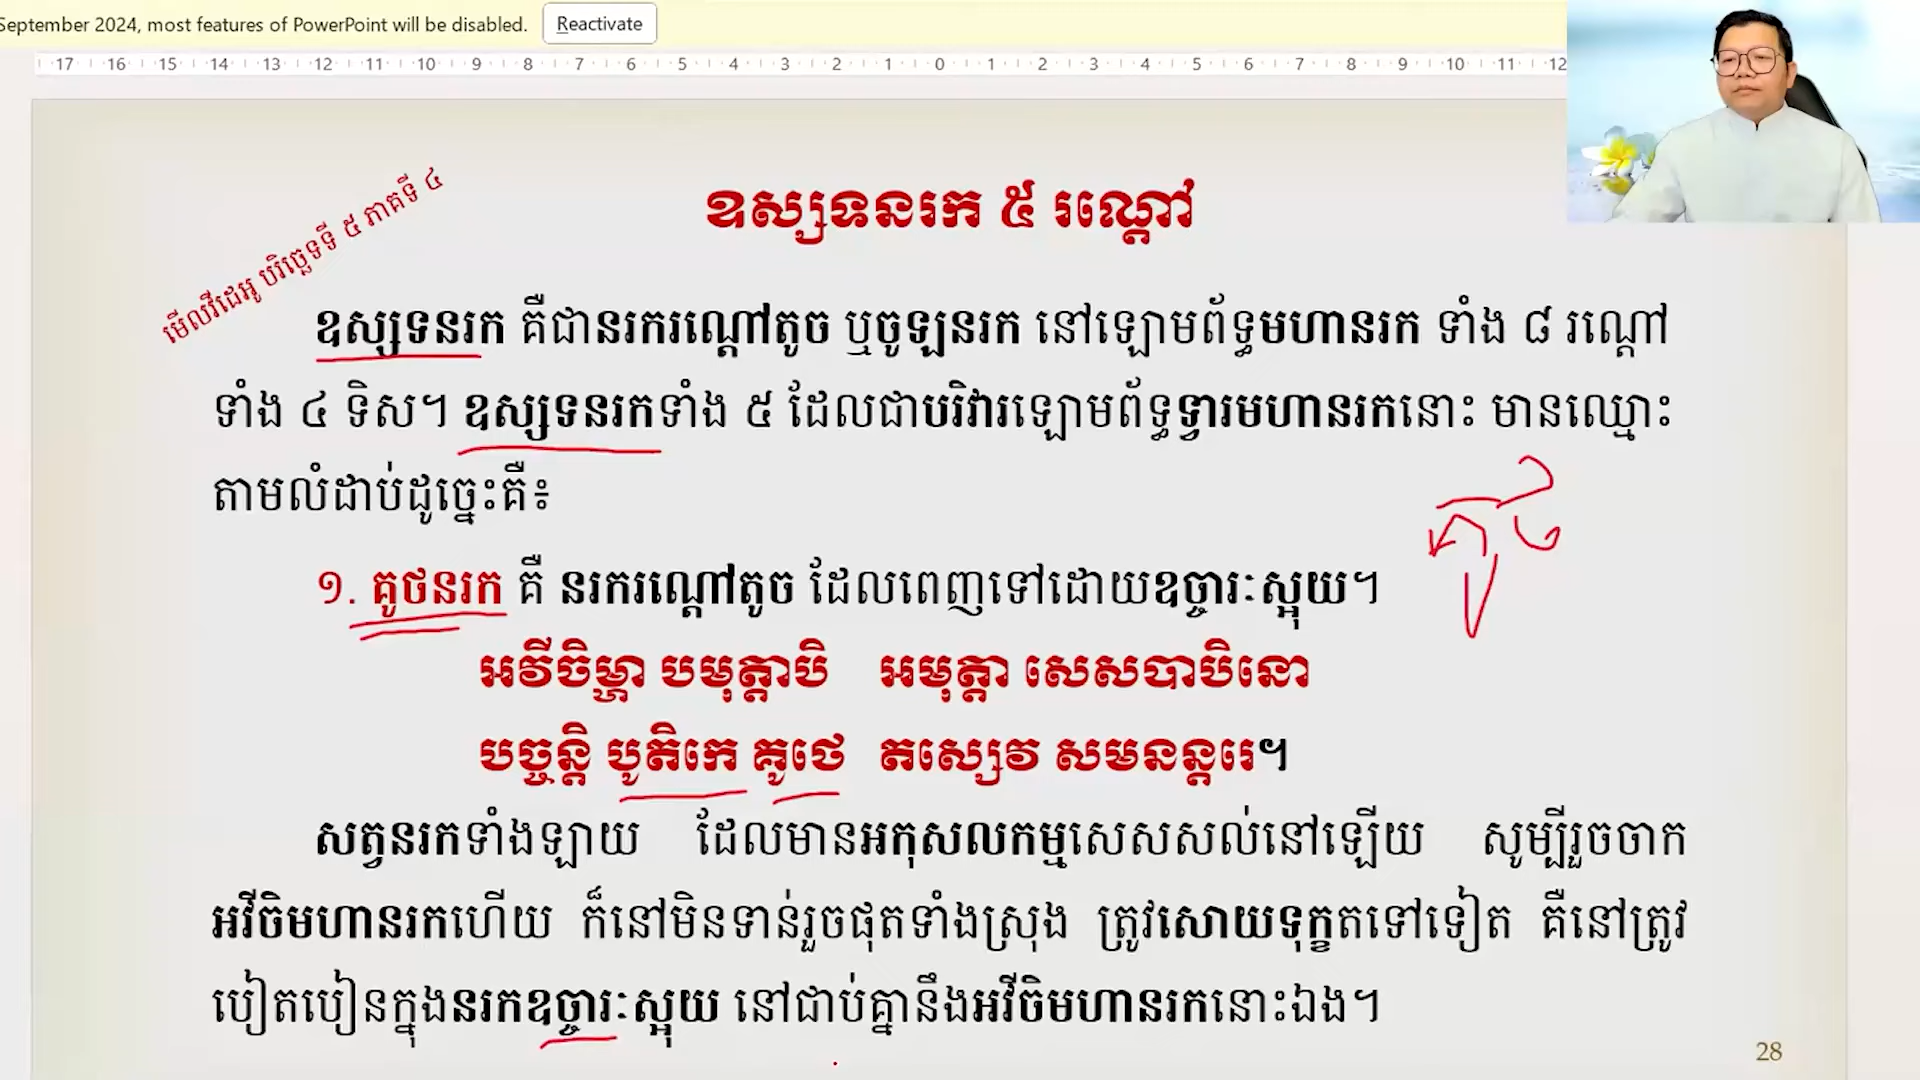 September 2024, most features of PowerPoint will be disabled. Reactivate
17 16 15 14 13 12 11 10 9 8 7 6 5 4 3 2 1 0 1 2 3 4 5 6 7 8 9 10 11 12
មើលវីដេអូ បរិច្ឆេទទី ៥ ភាគទី ៤
ឧស្សទនរក ៥ រណ្តៅ
ឧស្សទនរក គឺជានរករណ្តៅតូច ឬចូឡនរក នៅឡោមព័ទ្ធមហានរក ទាំង ៨ រណ្តៅ
ទាំង ៤ ទិស។ ឧស្សទនរកទាំង ៥ ដែលជាបរិវារឡោមព័ទ្ធទ្វារមហានរកនោះ មានឈ្មោះ
តាមលំដាប់ដូច្នេះគឺ៖
១. គូថនរក គឺ នរករណ្តៅតូច ដែលពេញទៅដោយឧច្ចារៈស្អុយ។
អវីចិម្ហា បមុត្តាបិ អមុត្តា សេសបាបិនោ
បច្ចន្តិ បូតិកេ គូថេ តស្សេវ សមនន្តរេ។
សត្វនរកទាំងឡាយ ដែលមានអកុសលកម្មសេសសល់នៅឡើយ សូម្បីរួចចាក
អវីចិមហានរកហើយ ក៏នៅមិនទាន់រួចផុតទាំងស្រុង ត្រូវសោយទុក្ខតទៅទៀត គឺនៅត្រូវ
បៀតបៀនក្នុងនរកឧច្ចារៈស្អុយ នៅជាប់គ្នានឹងអវីចិមហានរកនោះឯង។
28